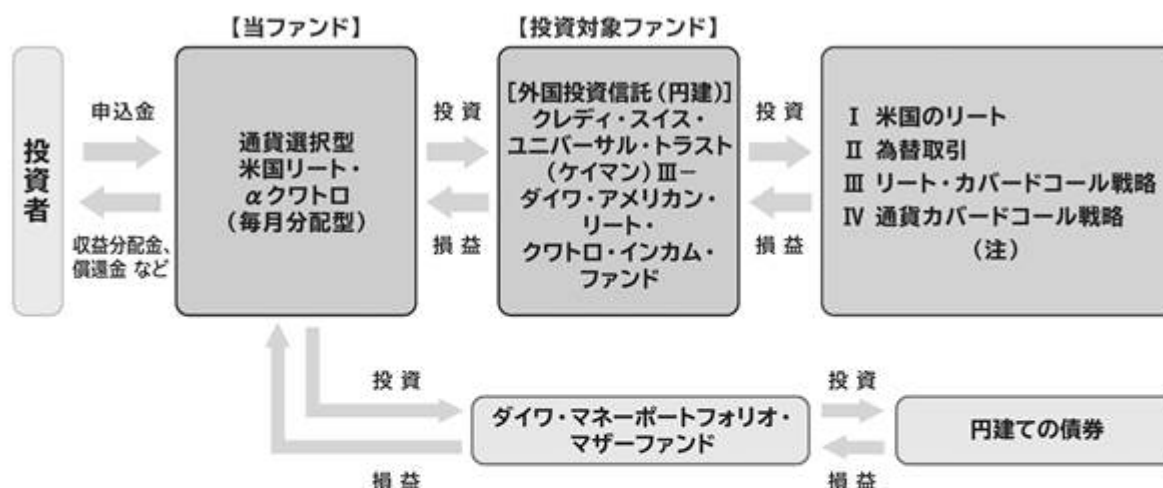 【当ファンド】
【投資対象ファンド】
投資者
申込金
収益分配金、
償還金 など
通貨選択型
米国リート・
αクワトロ
(毎月分配型)
投 資
損 益
[外国投資信託(円建)]
クレディ・スイス・
ユニバーサル・トラスト
(ケイマン)Ⅲ－
ダイワ・アメリカン・
リート・
クワトロ・インカム・
ファンド
投 資
損 益
Ⅰ 米国のリート
Ⅱ 為替取引
Ⅲ リート・カバードコール戦略
Ⅳ 通貨カバードコール戦略
(注)
投 資
損 益
ダイワ・マネーポートフォリオ・
マザーファンド
投 資
損 益
円建ての債券